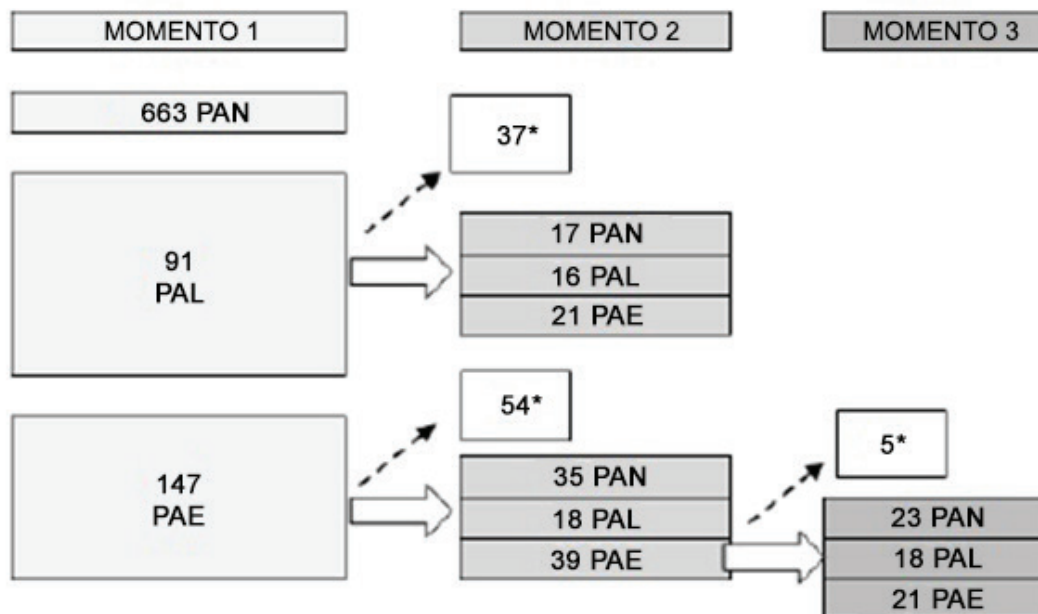 MOMENTO 1
MOMENTO 2
MOMENTO 3
663 PAN
37*
91
PAL
17 PAN
16 PAL
21 PAE
54*
147
PAE
35 PAN
18 PAL
39 PAE
5*
23 PAN
18 PAL
21 PAE